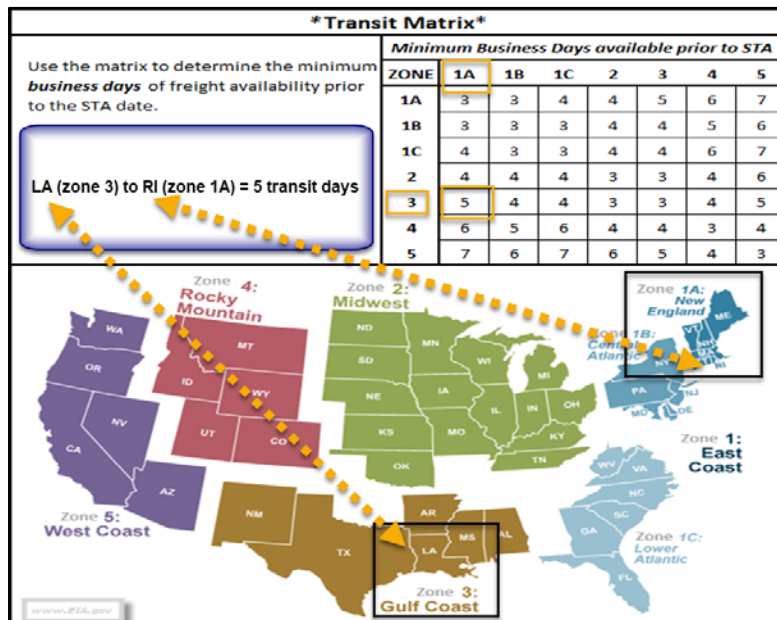 *Transit Matrix*
Use the matrix to determine the minimum
business days of freight availability prior
to the STA date.
LA (zone 3) to RI (zone 1A) = 5 transit days
Minimum Business Days available prior to STA
ZONE 1A 1B 1C 2 3 4 5
1A 3 3 4 4 5 6 7
1B 3 3 3 4 4 5 6
1C 4 3 3 4 4 6 7
2 4 4 4 3 3 4 6
3 5 4 4 3 3 4 5
4 6 5 6 4 4 3 4
5 7 6 7 6 5 4 3
Zone 4:
Rocky
Mountain
Zone 2:
Midwest
Zone 1A:
New
England
Zone 1B:
Atlantic
Zone 1:
East
Coast
Zone 1C:
Lower
Atlantic
Zone 5:
West Coast
Zone 3:
Gulf Coast
WA
OR
CA
NV
AZ
MT
ID
WY
UT
CO
ND
SD
NE
KS
OK
MN
IA
MO
WI
IL
MI
IN
OH
KY
TN
ME
VT
NH
MA
RI
NY
PA
NJ
DE
MD
WV
VA
NC
SC
GA
FL
NM
TX
AR
LA
MS
AL
www.EIA.gov